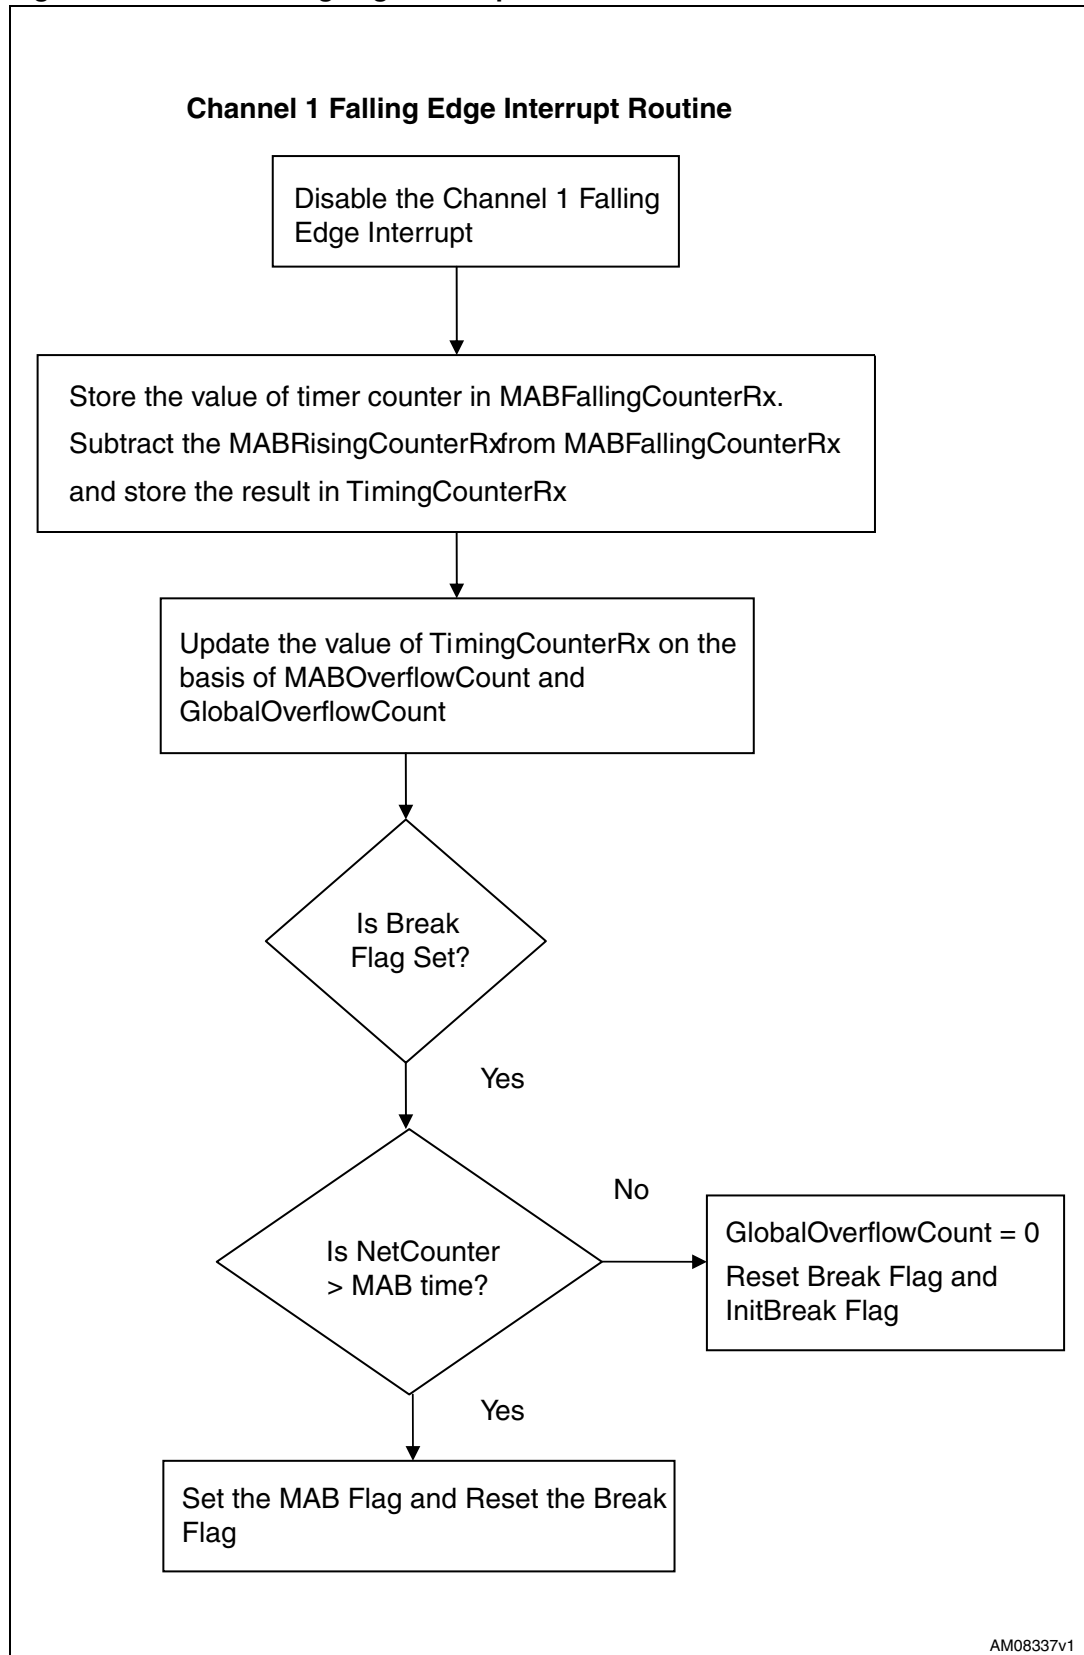 Channel 1 Falling Edge Interrupt Routine
Disable the Channel 1 Falling
Edge Interrupt
Store the value of timer counter in MABFallingCounterRx.
Subtract the MABRisingCounterRxfrom MABFallingCounterRx
and store the result in TimingCounterRx
Update the value of TimingCounterRx on the
basis of MABOverflowCount and
GlobalOverflowCount
Is Break
Flag Set?
Yes
Is NetCounter
> MAB time?
No
GlobalOverflowCount = 0
Reset Break Flag and
InitBreak Flag
Yes
Set the MAB Flag and Reset the Break
Flag
AM08337v1